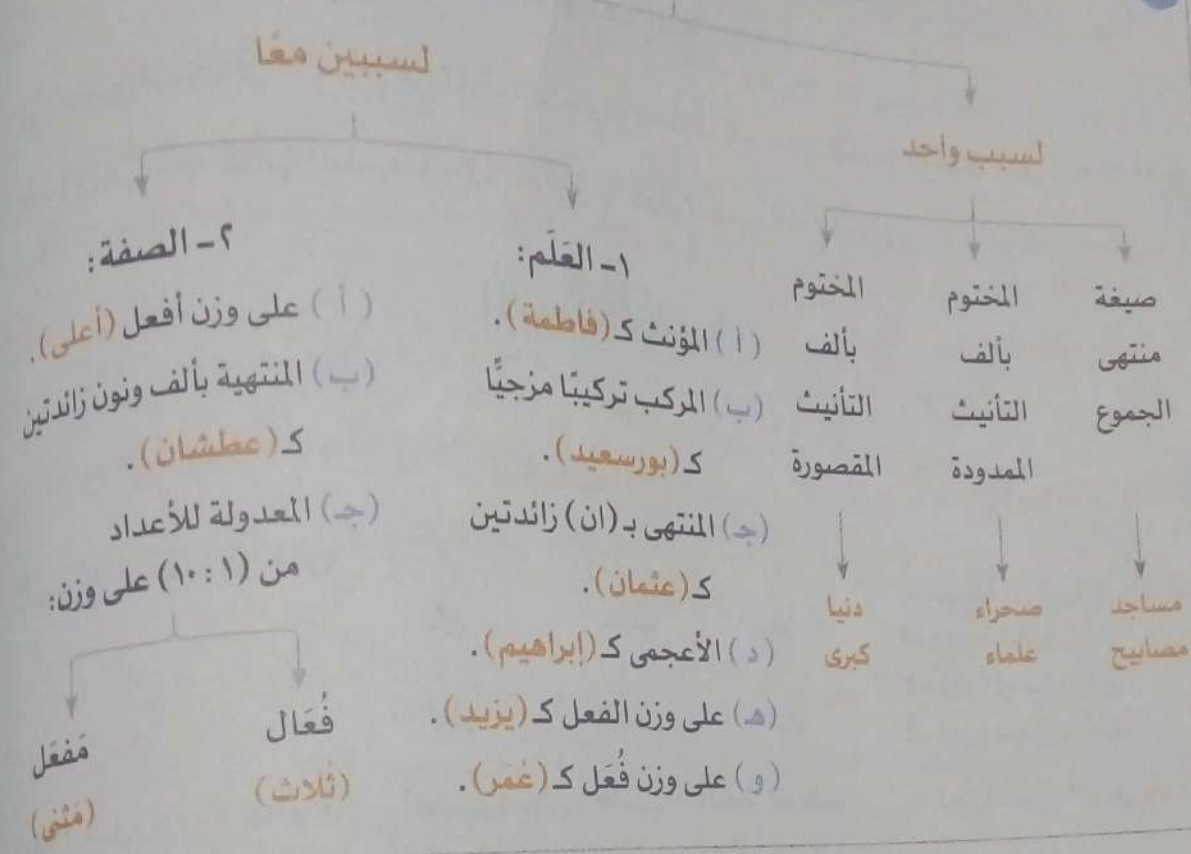 لسبب واحد
صيغة
منتهى
الجموع
مساجد
مصابيح
المختوم
بألف
التأنيث
الممدودة
صحراء
علماء
المختوم
بألف
التأنيث
المقصورة
دنيا
كبرى
لسببين معًا
١- العَلَم:
( أ ) المؤنث كـ (فاطمة).
(ب) المركب تركيبًا مزجيًّا
كـ (بورسعيد).
(جـ) المنتهى بـ (ان) زائدتين
كـ (عثمان).
( د ) الأعجمى كـ (إبراهيم).
(هـ) على وزن الفعل كـ (يزيد).
( و ) على وزن فُعَل كـ (عُمَر).
٢- الصفة:
( أ ) على وزن أفعل (أعلى).
(ب) المنتهية بألف ونون زائدتين
كـ (عطشان).
(جـ) المعدولة للأعداد
من (١ : ١٠) على وزن:
فُعَال
(ثلاث)
مَفعَل
(مَثنى)